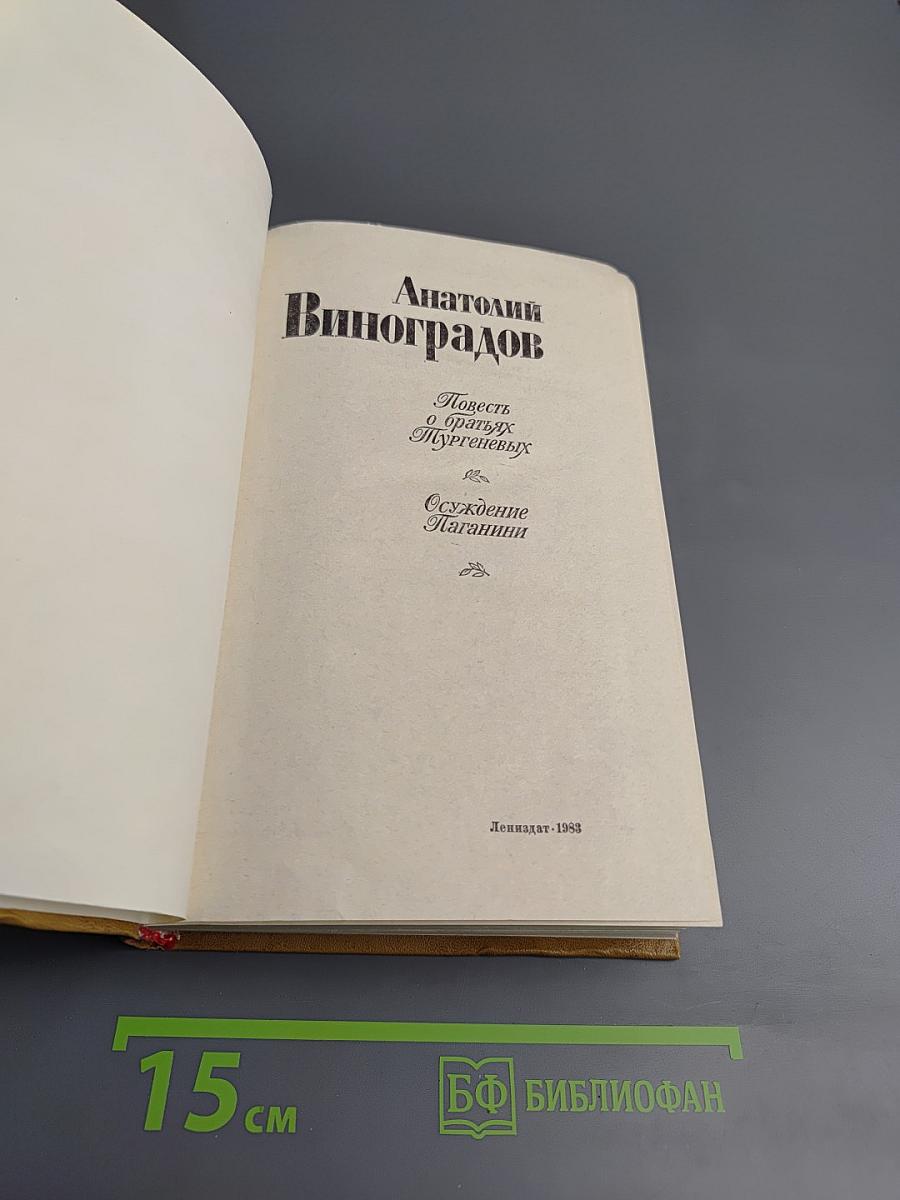 Анатолий
Виноградов
Повесть
о братьях
Тургеневых
Осуждение
Паганини
Лениздат·1983
15 см
БФ БИБЛИОФАН